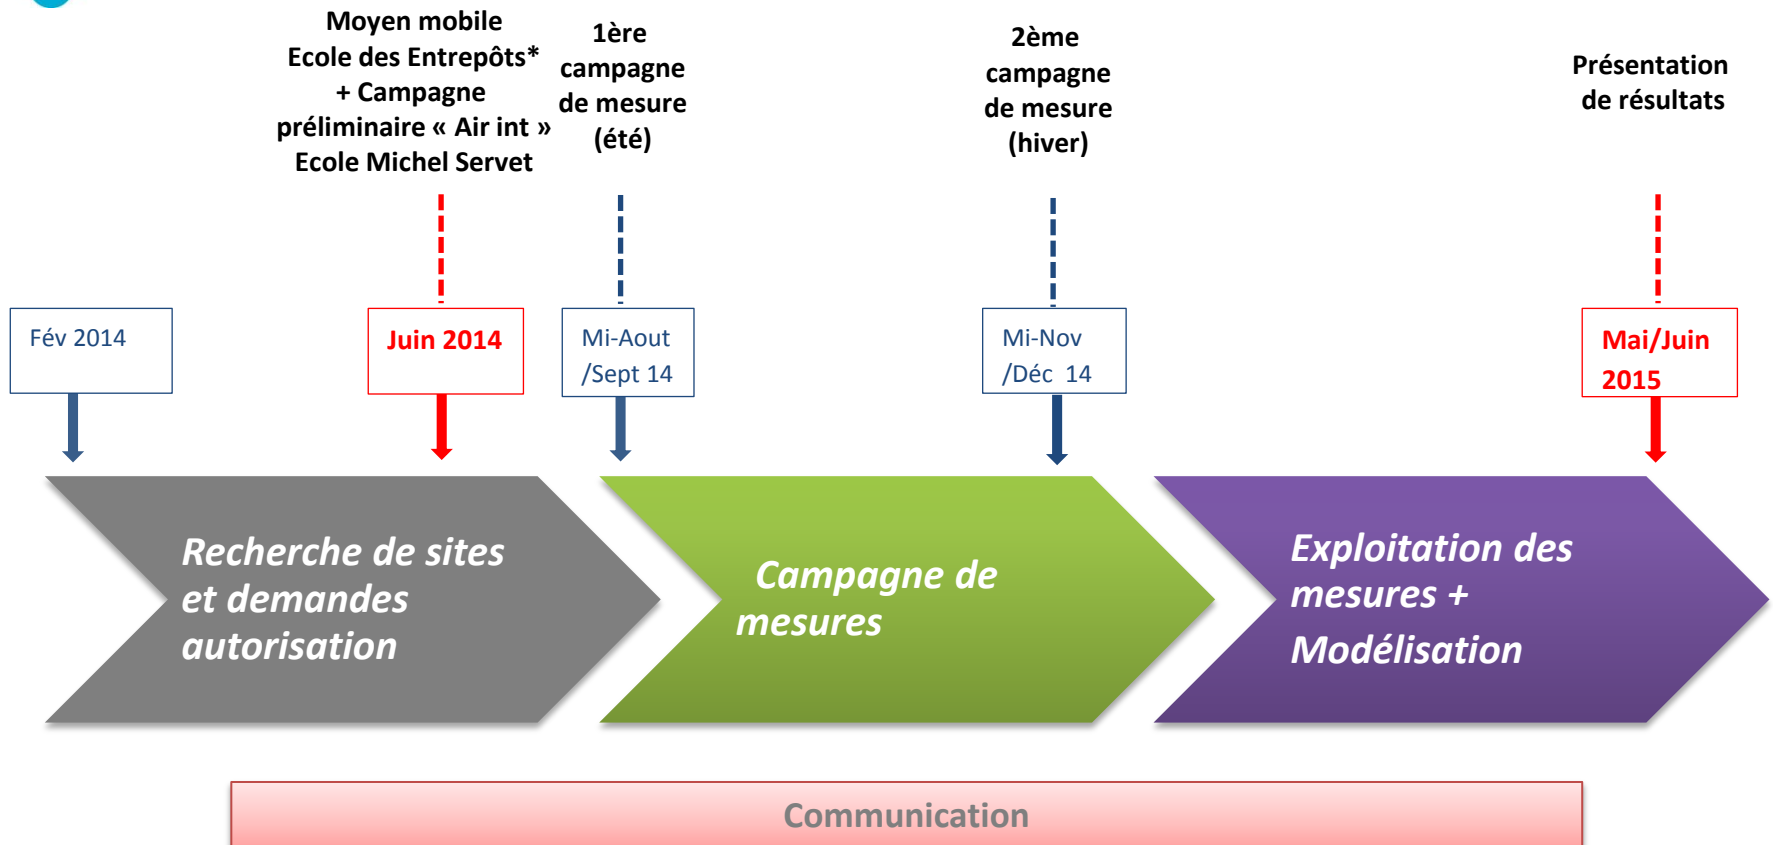 Moyen mobile
Ecole des Entrepôts*
+ Campagne
préliminaire « Air int »
Ecole Michel Servet
1ère
campagne
de mesure
(été)
2ème
campagne
de mesure
(hiver)
Présentation
de résultats
Fév 2014
Juin 2014
Mi-Aout
/Sept 14
Mi-Nov
/Déc 14
Mai/Juin
2015
Recherche de sites
et demandes
autorisation
Campagne de
mesures
Exploitation des
mesures +
Modélisation
Communication